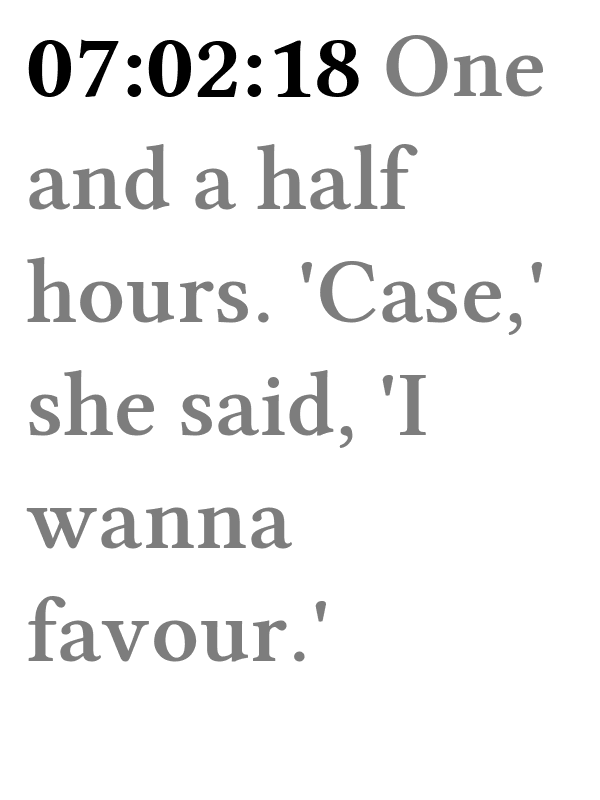 07:02:18 One
and a half
hours. 'Case,'
she said, 'I
wanna
favour.'